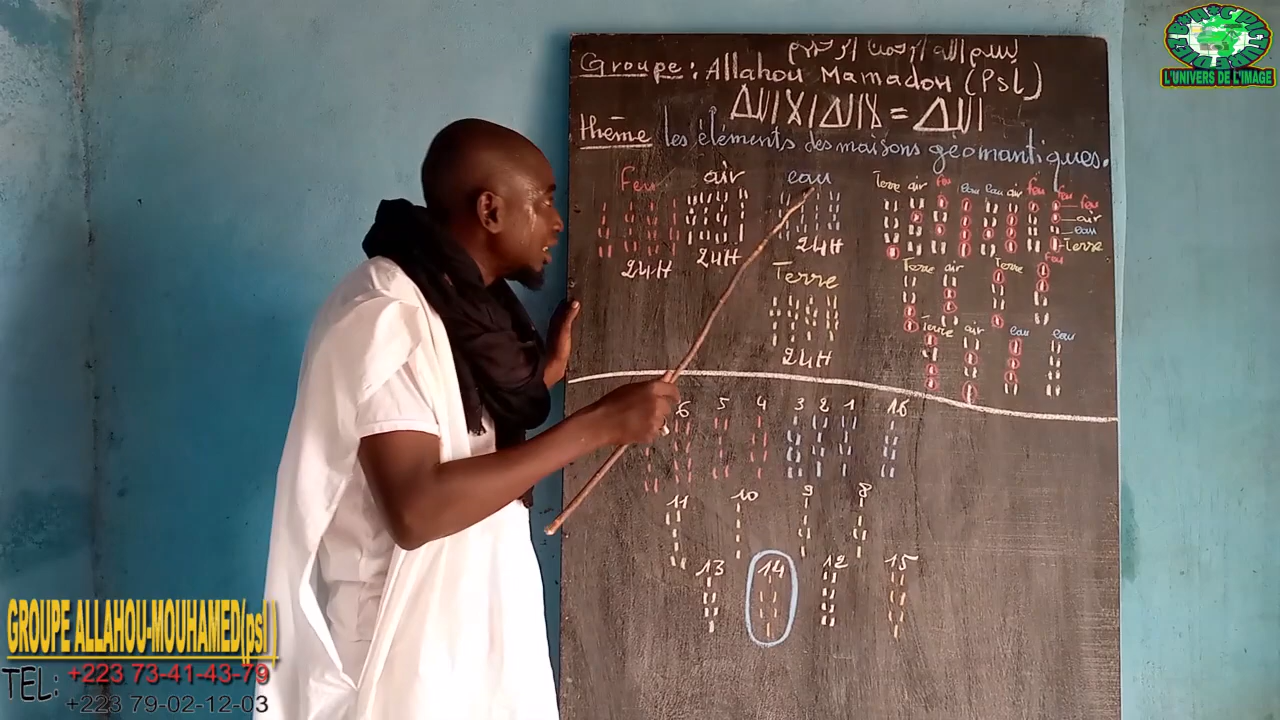 بسم الله الرحمن الرحيم
Groupe: Allahou Mamadou (Psl)
thème les éléments des maisons géomantiques.
Feu air eau
24H 24H 24H
Terre
24H
Terre air feu eau eau air feu feu feu
air
eau
Terre
Terre air Terre feu
Terre air eau eau
6 5 4 3 2 1 16
11 10 9 8
13 14 12 15
L'UNIVERS DE L'IMAGE
GROUPE ALLAHOU-MOUHAMED(psl)
TEL: +223 73-41-43-79
+223 79-02-12-03